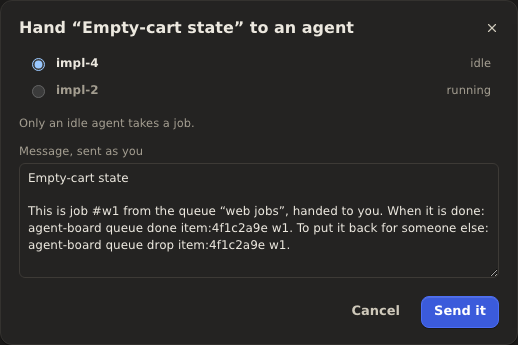 Hand “Empty-cart state” to an agent ×
impl-4 idle
impl-2 running
Only an idle agent takes a job.
Message, sent as you
Empty-cart state
This is job #w1 from the queue “web jobs”, handed to you. When it is done:
agent-board queue done item:4f1c2a9e w1. To put it back for someone else:
agent-board queue drop item:4f1c2a9e w1.
Cancel Send it